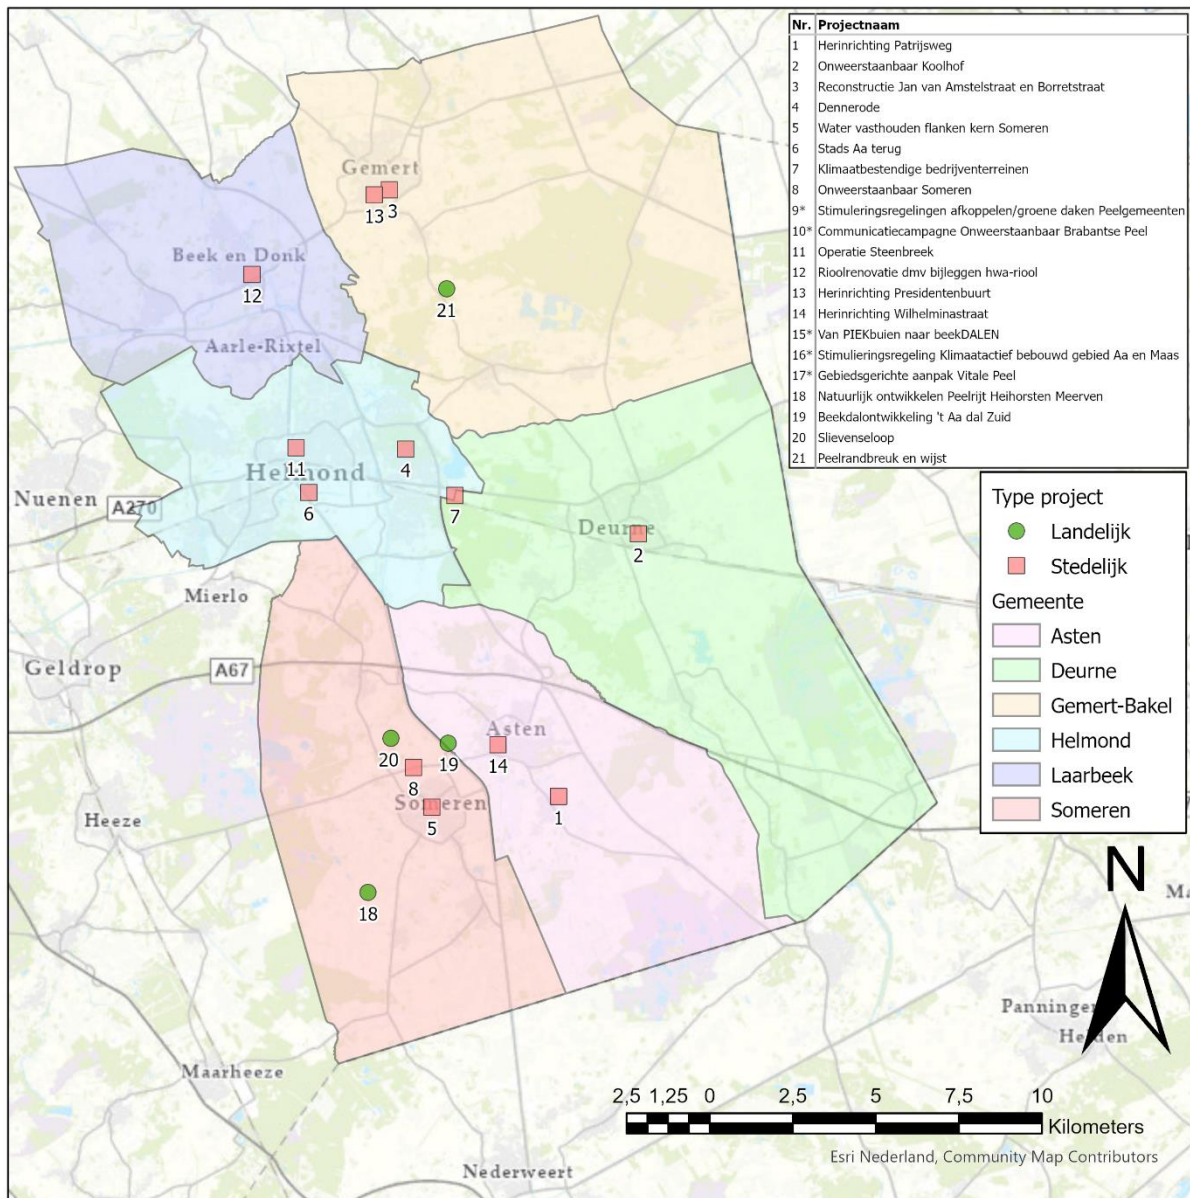 Nr. Projectnaam
1 Herinrichting Patrijsweg
2 Onweerstaanbaar Koolhof
3 Reconstructie Jan van Amstelstraat en Borretstraat
4 Dennerode
5 Water vasthouden flanken kern Someren
6 Stads Aa terug
7 Klimaatbestendige bedrijventerreinen
8 Onweerstaanbaar Someren
9* Stimuleringsregelingen afkoppelen/groene daken Peelgemeenten
10* Communicatiecampagne Onweerstaanbaar Brabantse Peel
11 Operatie Steenbreek
12 Rioolrenovatie dmv bijleggen hwa-riool
13 Herinrichting Presidentenbuurt
14 Herinrichting Wilhelminastraat
15* Van PIEKbuien naar beekDALEN
16* Stimulieringsregeling Klimaatactief bebouwd gebied Aa en Maas
17* Gebiedsgerichte aanpak Vitale Peel
18 Natuurlijk ontwikkelen Peelrijt Heihorsten Meerven
19 Beekdalontwikkeling 't Aa dal Zuid
20 Slievenseloop
21 Peelrandbreuk en wijst
Type project
Landelijk
Stedelijk
Gemeente
Asten
Deurne
Gemert-Bakel
Helmond
Laarbeek
Someren
Gemert
13 3
Beek en Donk
12
21
Aarle-Rixtel
11
4
Helmond
6
7
Nuenen
A270
Deurne
2
Mierlo
Geldrop
A67
Asten
20
19
14
8
Someren
5
1
Heeze
18
N
Panningen
Helden
Maarheeze
Nederweert
2,5 1,25 0 2,5 5 7,5 10
Kilometers
Esri Nederland, Community Map Contributors